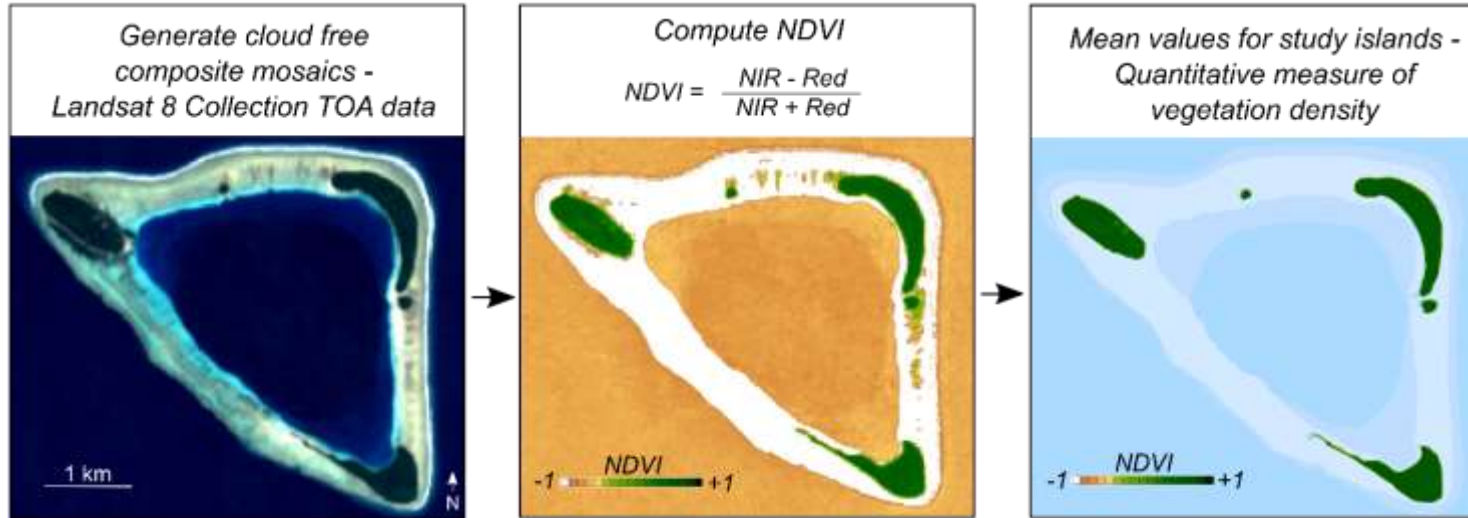 Generate cloud free
composite mosaics -
Landsat 8 Collection TOA data
1 km
N
Compute NDVI
NDVI = NIR - Red
NIR + Red
NDVI
-1 +1
Mean values for study islands -
Quantitative measure of
vegetation density
NDVI
-1 +1